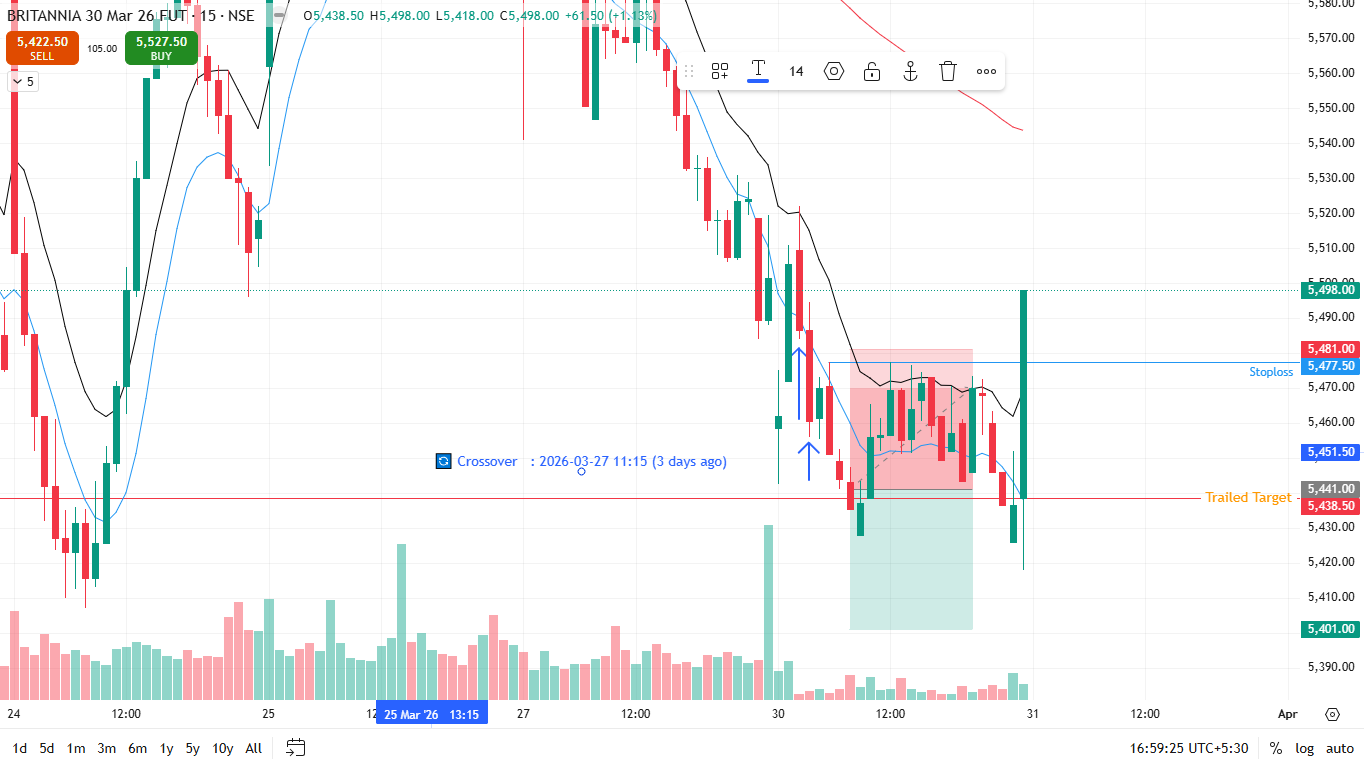 BRITANNIA 30 Mar 26 FUT · 15 · NSE
O5,438.50 H5,498.00 L5,418.00 C5,498.00 +61.50 (+1.13%)
5,422.50
SELL
105.00
5,527.50
BUY
5
14
5,580.00
5,570.00
5,560.00
5,550.00
5,540.00
5,530.00
5,520.00
5,510.00
5,498.00
5,490.00
5,481.00
5,477.50
Stoploss
5,470.00
5,460.00
5,451.50
Crossover : 2026-03-27 11:15 (3 days ago)
5,441.00
Trailed Target
5,438.50
5,430.00
5,420.00
5,410.00
5,401.00
5,390.00
24 12:00 25 12 25 Mar '26 13:15 27 12:00 30 12:00 31 12:00 Apr
1d 5d 1m 3m 6m 1y 5y 10y All
16:59:25 UTC+5:30 % log auto